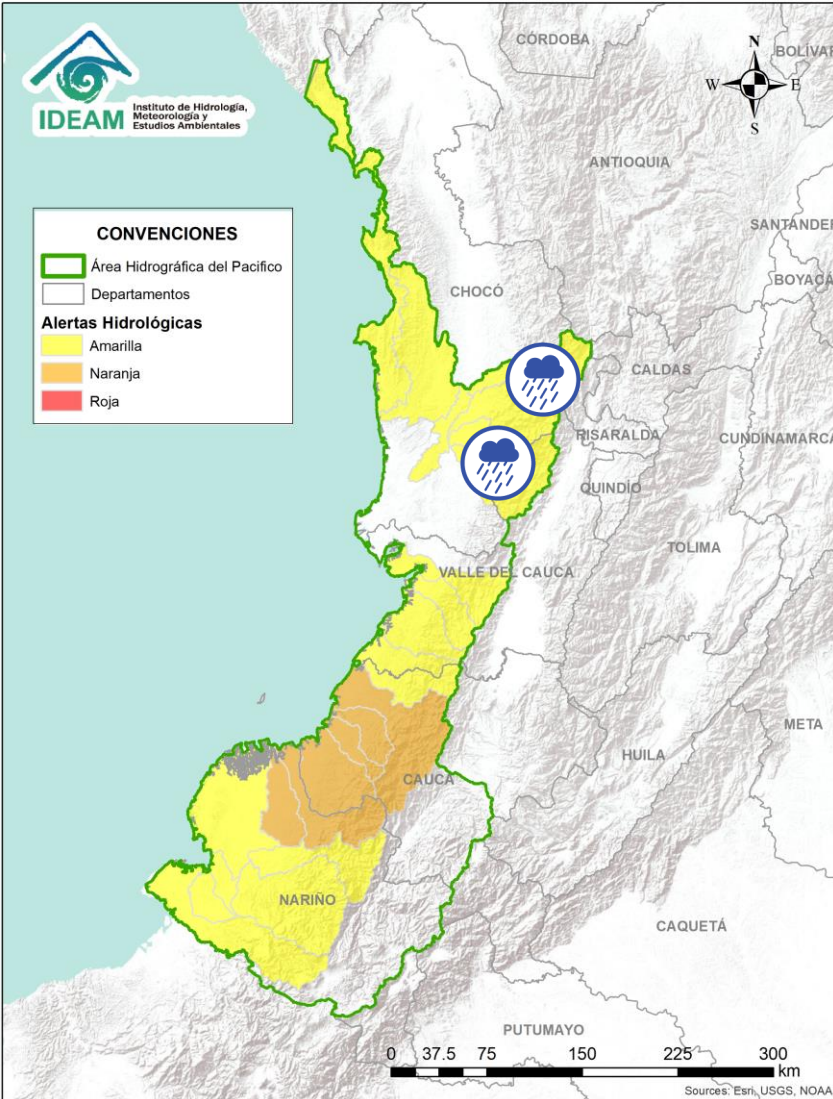 IDEAM
Instituto de Hidrología,
Meteorología y
Estudios Ambientales
N
W
E
S
CÓRDOBA
BOLÍVAR
ANTIOQUIA
SANTANDER
BOYACÁ
CHOCÓ
CALDAS
RISARALDA
CUNDINAMARCA
QUINDÍO
TOLIMA
VALLE DEL CAUCA
META
HUILA
CAUCA
NARIÑO
CAQUETÁ
PUTUMAYO
CONVENCIONES
Área Hidrográfica del Pacifico
Departamentos
Alertas Hidrológicas
Amarilla
Naranja
Roja
0 37.5 75 150 225 300
km
Sources: Esri, USGS, NOAA